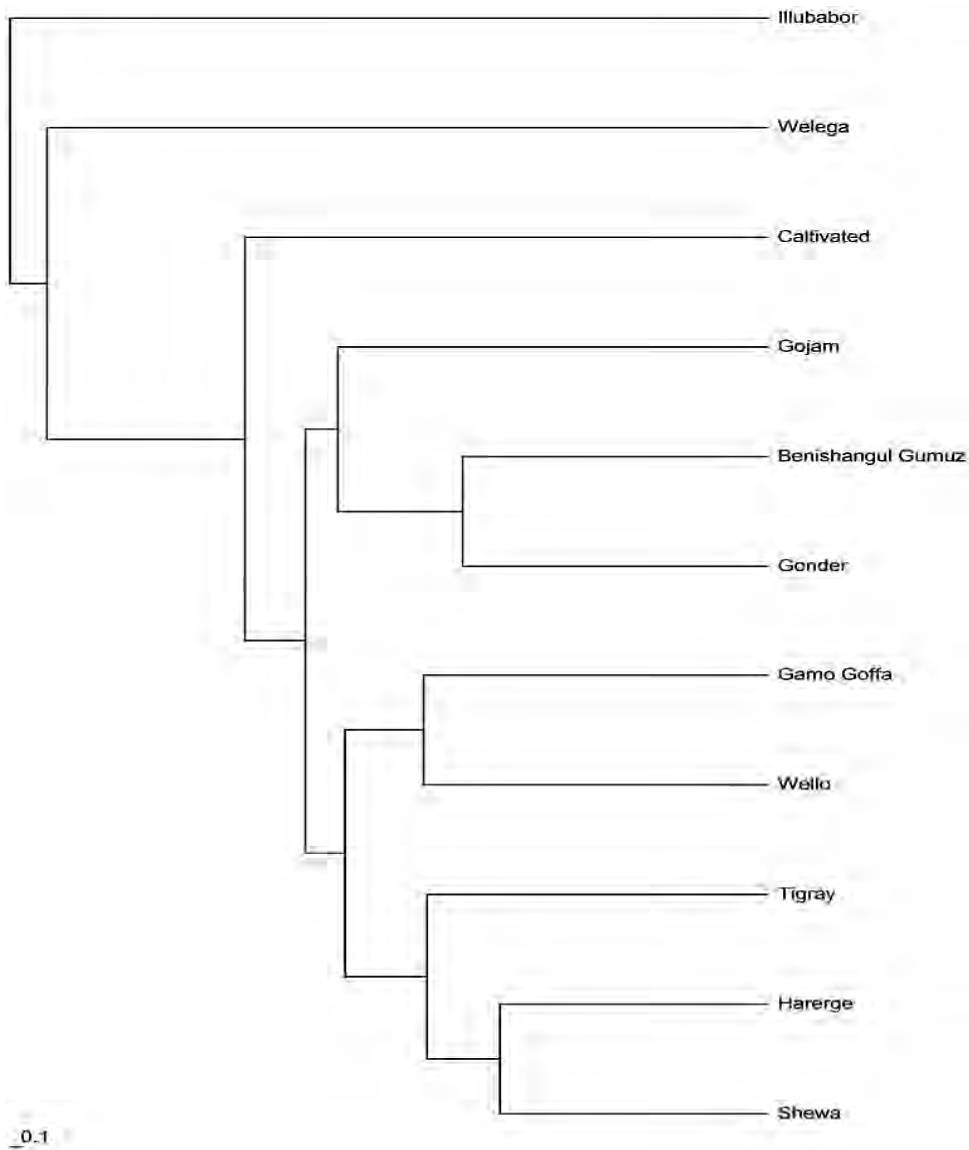 Illubabor
Welega
Caltivated
Gojam
Benishangul Gumuz
Gonder
Gamo Goffa
Wello
Tigray
Harerge
Shewa
0.1